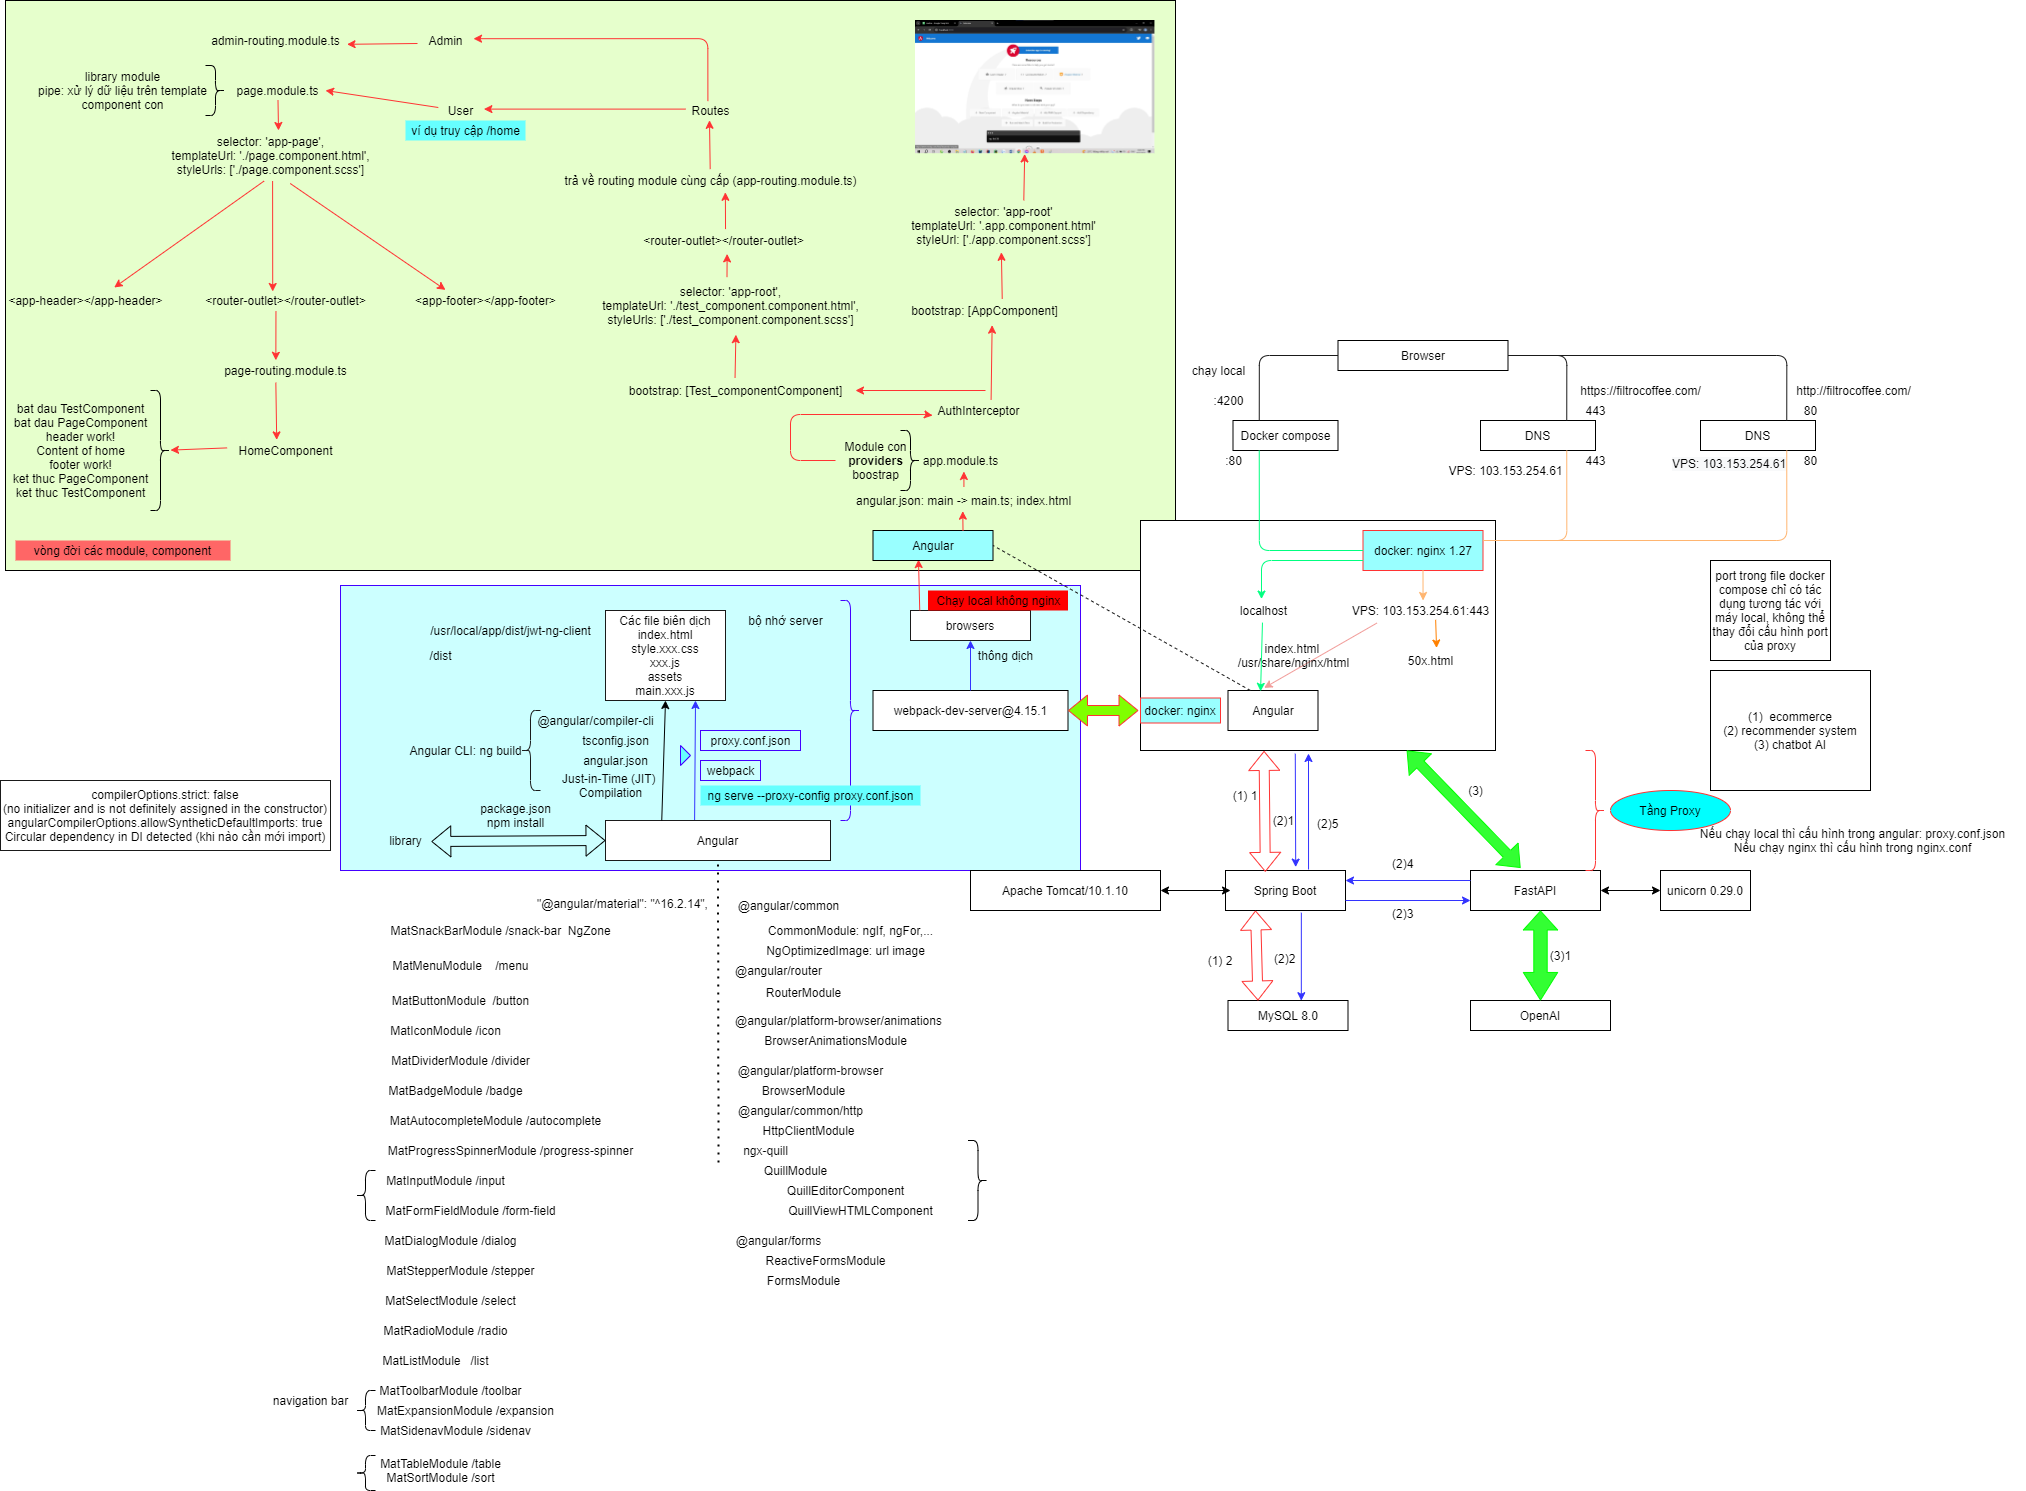 admin-routing.module.ts
Admin
library module
pipe: xử lý dữ liệu trên template
component con
page.module.ts
User
Routes
ví dụ truy cập /home
selector: 'app-page',
templateUrl: './page.component.html',
styleUrls: ['./page.component.scss']
trả về routing module cùng cấp (app-routing.module.ts)
selector: 'app-root'
templateUrl: '.app.component.html'
styleUrl: ['./app.component.scss']
<router-outlet></router-outlet>
<app-header></app-header>
<router-outlet></router-outlet>
<app-footer></app-footer>
selector: 'app-root',
templateUrl: './test_component.component.html',
styleUrls: ['./test_component.component.scss']
bootstrap: [AppComponent]
page-routing.module.ts
bootstrap: [Test_componentComponent]
AuthInterceptor
bat dau TestComponent
bat dau PageComponent
header work!
Content of home
footer work!
ket thuc PageComponent
ket thuc TestComponent
HomeComponent
Module con
providers
boostrap
app.module.ts
angular.json: main -> main.ts; index.html
vòng đời các module, component
Angular
Browser
chạy local
:4200
https://filtrocoffee.com/
443
http://filtrocoffee.com/
80
Docker compose
DNS
DNS
:80
VPS: 103.153.254.61
443
VPS: 103.153.254.61
80
docker: nginx 1.27
localhost
VPS: 103.153.254.61:443
index.html
/usr/share/nginx/html
50x.html
Angular
docker: nginx
port trong file docker
compose chỉ có tác
dụng tương tác với
máy local, không thể
thay đổi cấu hình port
của proxy
(1) ecommerce
(2) recommender system
(3) chatbot AI
Chạy local không nginx
browsers
thông dịch
webpack-dev-server@4.15.1
bộ nhớ server
/usr/local/app/dist/jwt-ng-client
/dist
Các file biên dịch
index.html
style.xxx.css
xxx.js
assets
main.xxx.js
Angular CLI: ng build
@angular/compiler-cli
tsconfig.json
angular.json
Just-in-Time (JIT)
Compilation
proxy.conf.json
webpack
ng serve --proxy-config proxy.conf.json
package.json
npm install
library
Angular
compilerOptions.strict: false
(no initializer and is not definitely assigned in the constructor)
angularCompilerOptions.allowSyntheticDefaultImports: true
Circular dependency in DI detected (khi nào cần mới import)
(1) 1
(2)1
(2)5
(3)
Tầng Proxy
Nếu chạy local thì cấu hình trong angular: proxy.conf.json
Nếu chạy nginx thì cấu hình trong nginx.conf
Apache Tomcat/10.1.10
Spring Boot
(2)4
(2)3
FastAPI
unicorn 0.29.0
(1) 2
(2)2
(3)1
MySQL 8.0
OpenAI
"@angular/material": "^16.2.14",
MatSnackBarModule /snack-bar NgZone
MatMenuModule /menu
MatButtonModule /button
MatIconModule /icon
MatDividerModule /divider
MatBadgeModule /badge
MatAutocompleteModule /autocomplete
MatProgressSpinnerModule /progress-spinner
MatInputModule /input
MatFormFieldModule /form-field
MatDialogModule /dialog
MatStepperModule /stepper
MatSelectModule /select
MatRadioModule /radio
MatListModule /list
navigation bar
MatToolbarModule /toolbar
MatExpansionModule /expansion
MatSidenavModule /sidenav
MatTableModule /table
MatSortModule /sort
@angular/common
CommonModule: ngIf, ngFor,...
NgOptimizedImage: url image
@angular/router
RouterModule
@angular/platform-browser/animations
BrowserAnimationsModule
@angular/platform-browser
BrowserModule
@angular/common/http
HttpClientModule
ngx-quill
QuillModule
QuillEditorComponent
QuillViewHTMLComponent
@angular/forms
ReactiveFormsModule
FormsModule